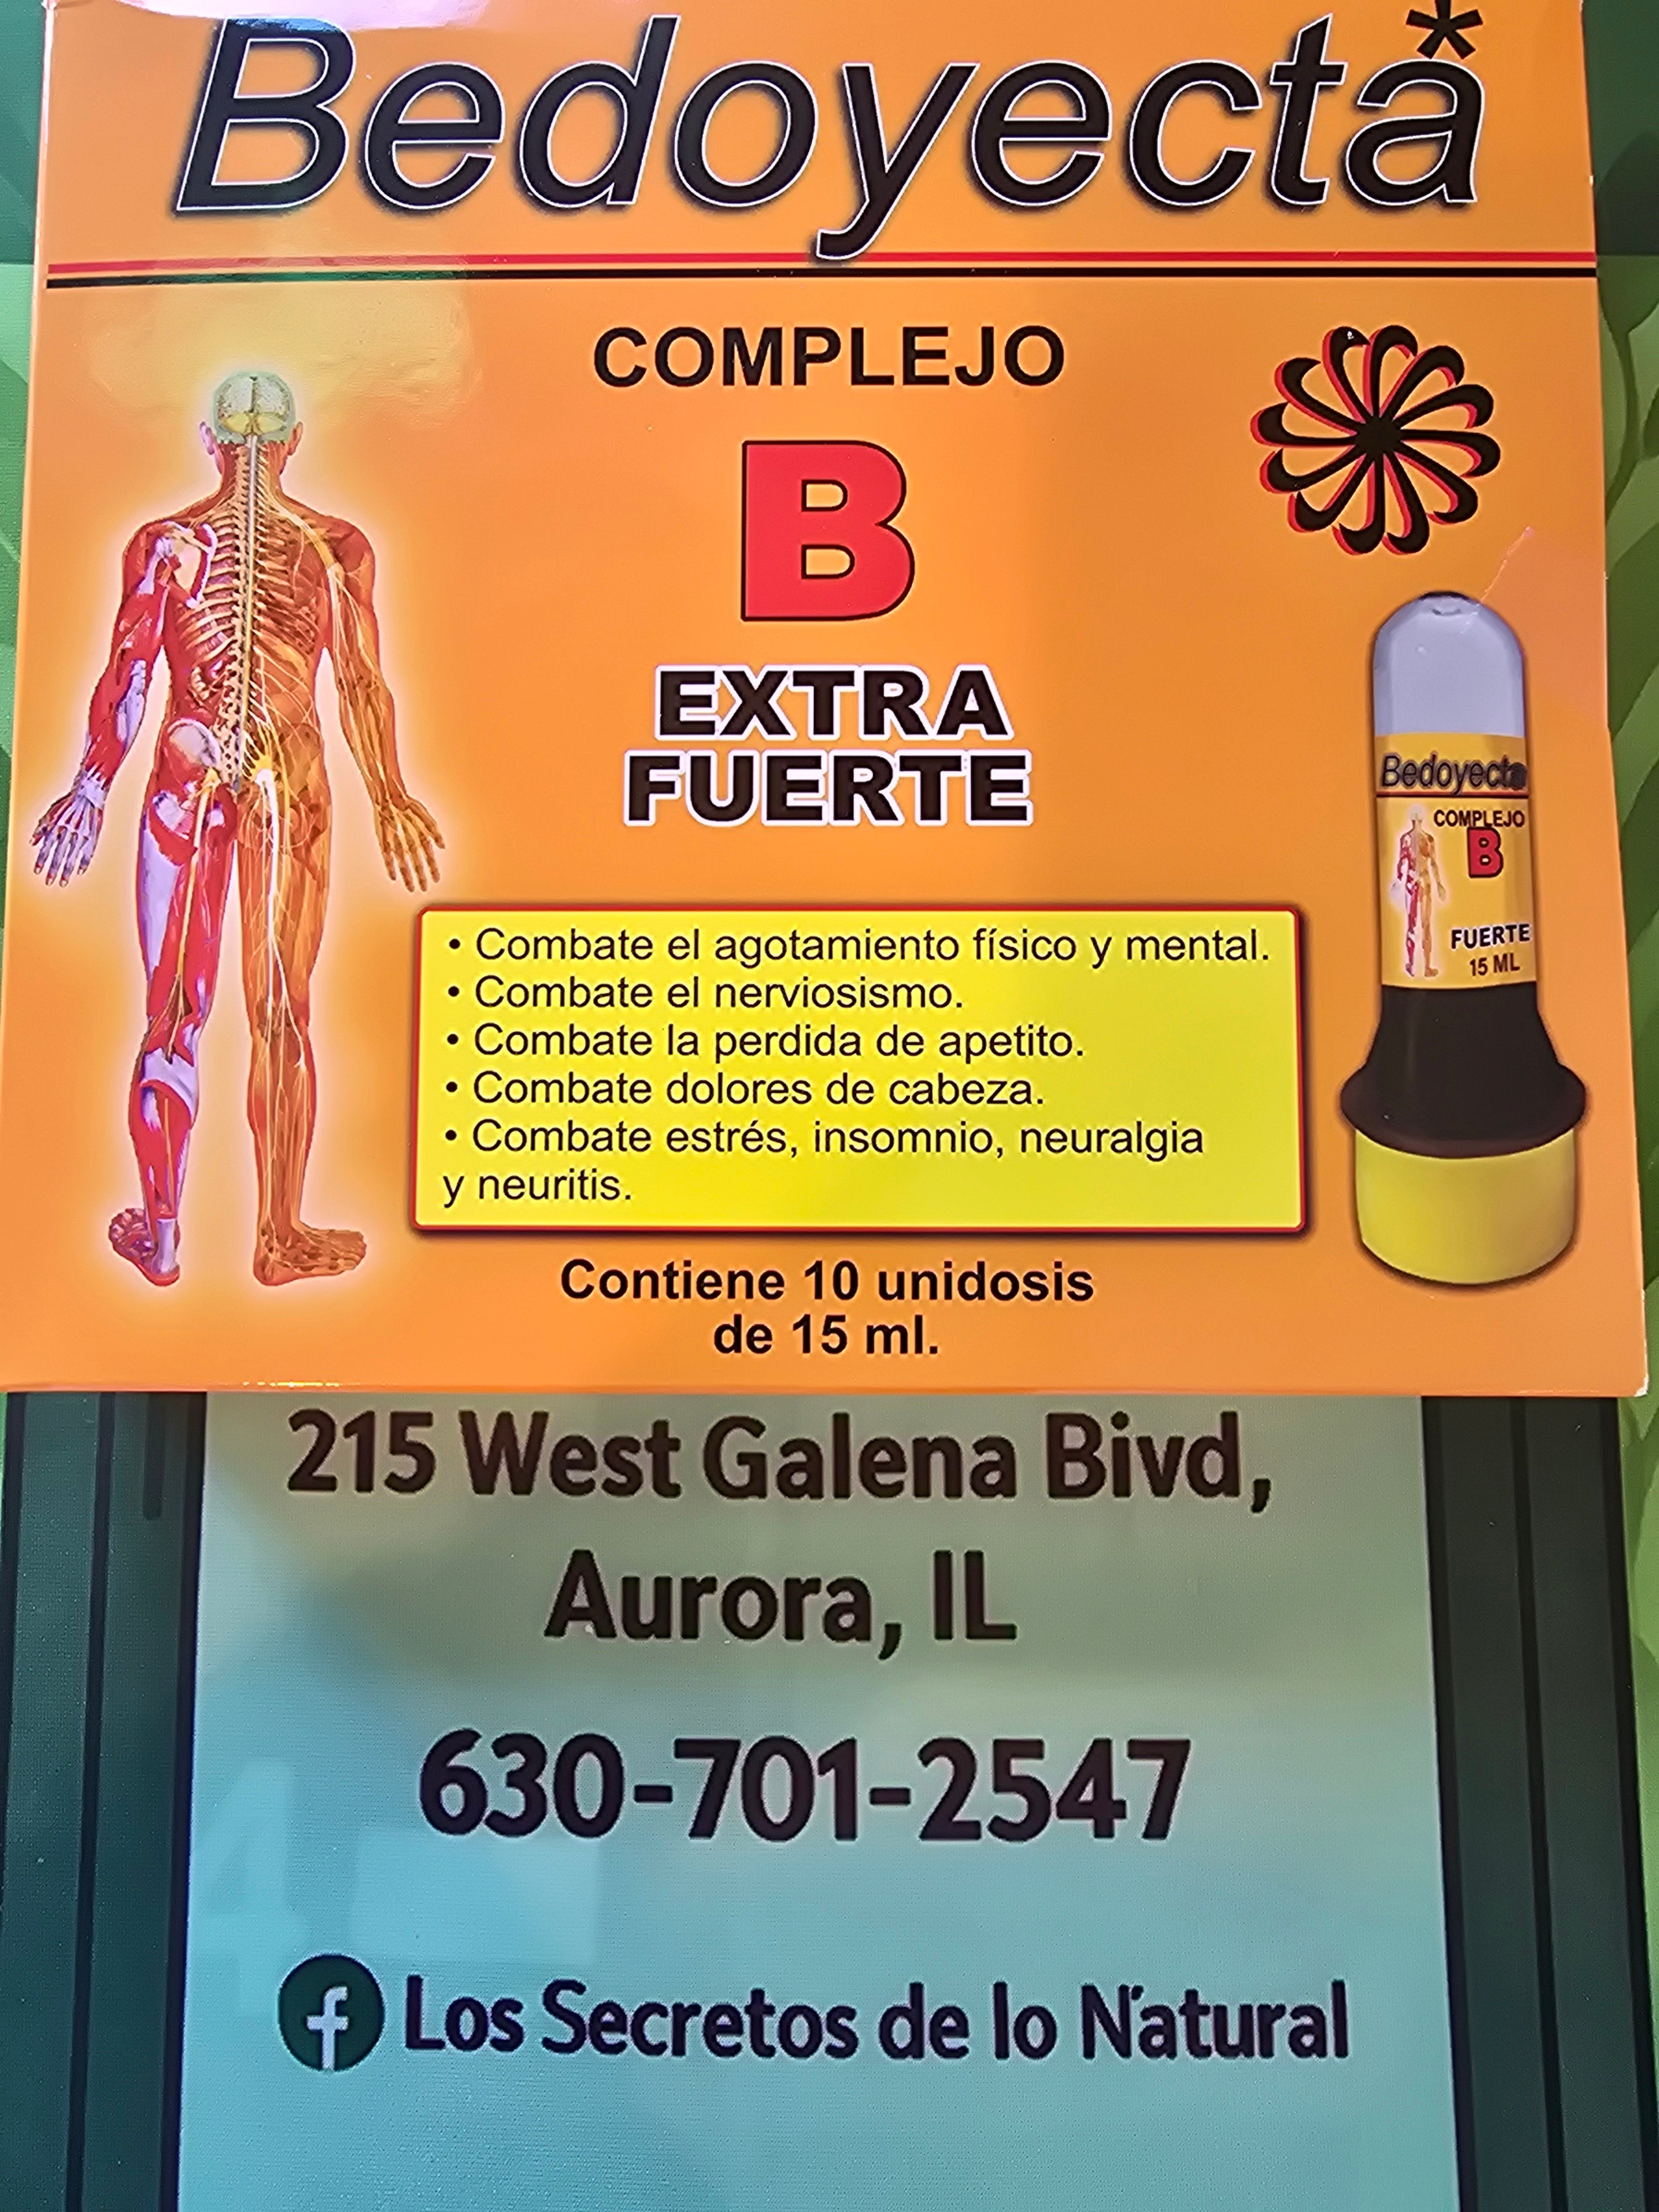 Bedoyecta*
COMPLEJO
B
EXTRA
FUERTE
Bedoyecta
COMPLEJO
B
FUERTE
15 ML
• Combate el agotamiento físico y mental.
• Combate el nerviosismo.
• Combate la perdida de apetito.
• Combate dolores de cabeza.
• Combate estrés, insomnio, neuralgia
y neuritis.
Contiene 10 unidosis
de 15 ml.
215 West Galena Bivd,
Aurora, IL
630-701-2547
f Los Secretos de lo Natural